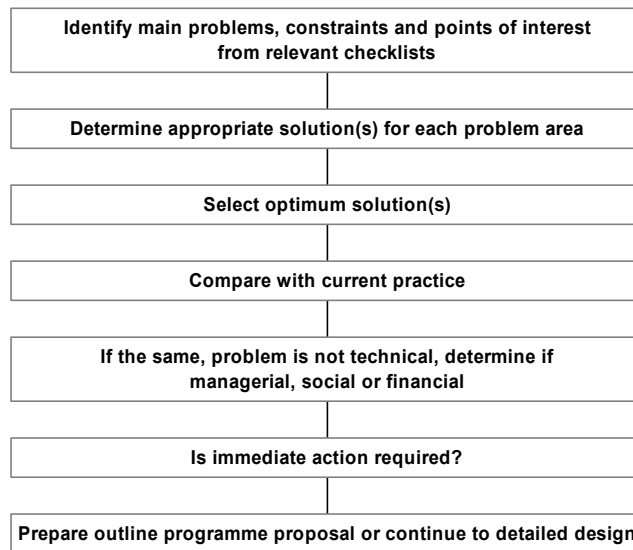 Identify main problems, constraints and points of interest
from relevant checklists
Determine appropriate solution(s) for each problem area
Select optimum solution(s)
Compare with current practice
If the same, problem is not technical, determine if
managerial, social or financial
Is immediate action required?
Prepare outline programme proposal or continue to detailed design